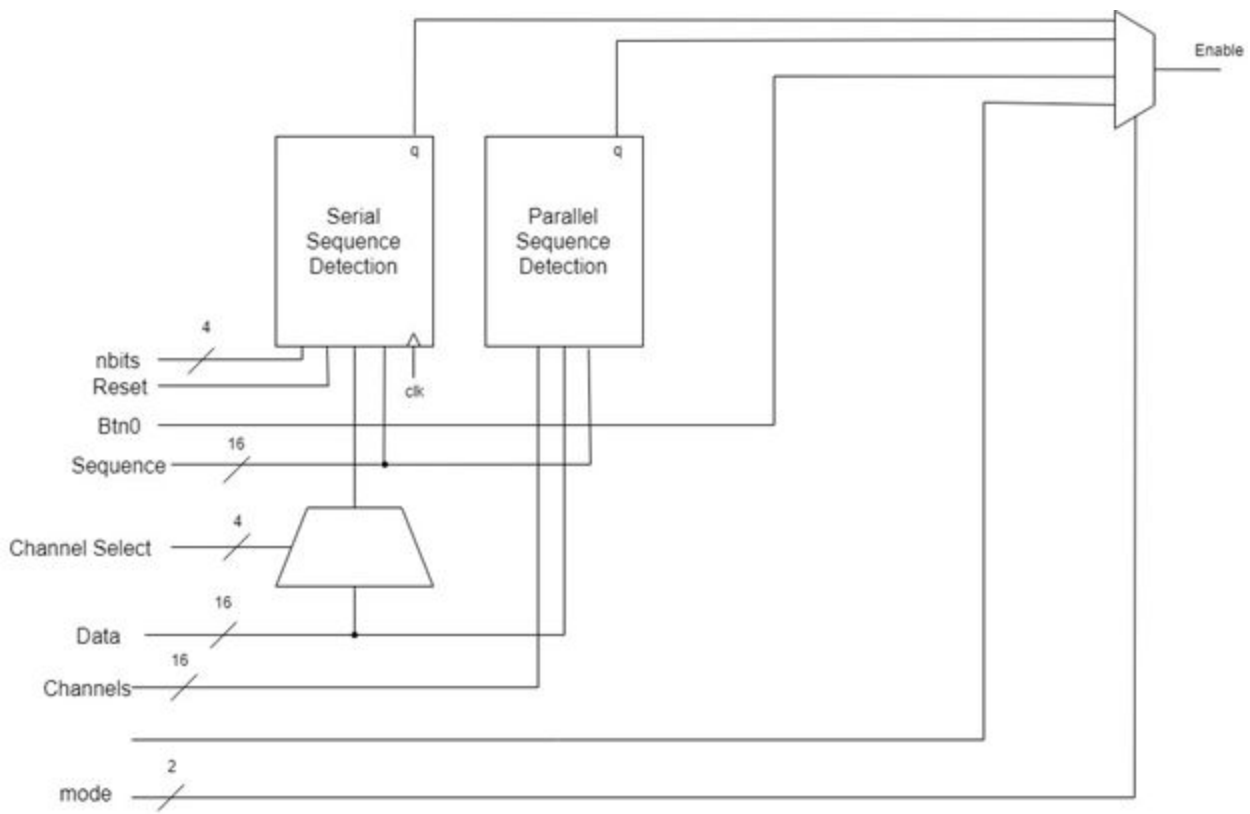 Enable
q
q
Serial
Sequence
Detection
Parallel
Sequence
Detection
4
nbits
Reset
clk
Btn0
16
Sequence
4
Channel Select
16
Data
16
Channels
2
mode